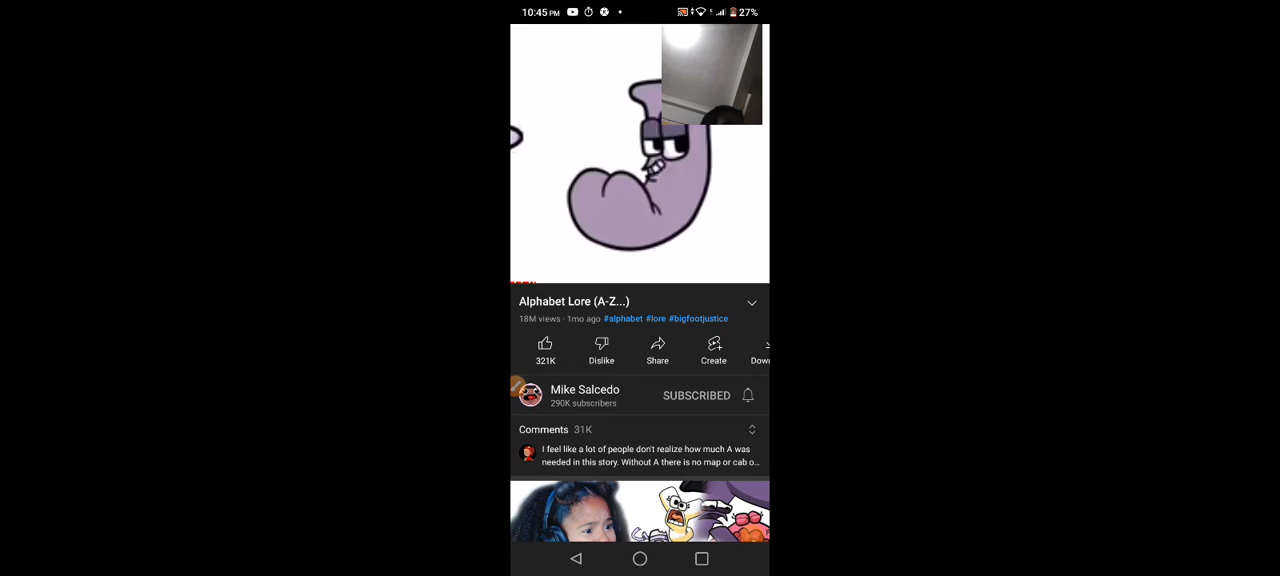 10:45 PM 27%
Alphabet Lore (A-Z...)
18M views · 1mo ago #alphabet #lore #bigfootjustice
321K Dislike Share Create Down
Mike Salcedo
290K subscribers
SUBSCRIBED
Comments 31K
I feel like a lot of people don't realize how much A was
needed in this story. Without A there is no map or cab o...